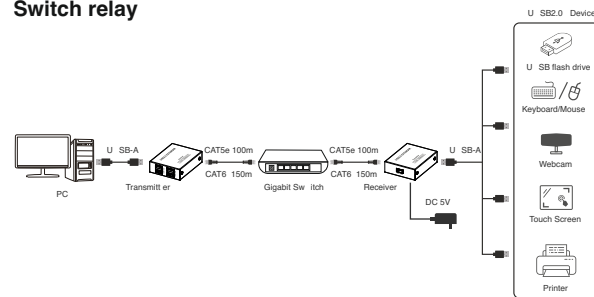 Switch relay
U SB2.0 Device
U SB flash drive
Keyboard/Mouse
Webcam
Touch Screen
Printer
U SB-A
CAT5e 100m
CAT6 150m
CAT5e 100m
CAT6 150m
U SB-A
PC
Transmitt er
Gigabit Sw itch
Receiver
DC 5V